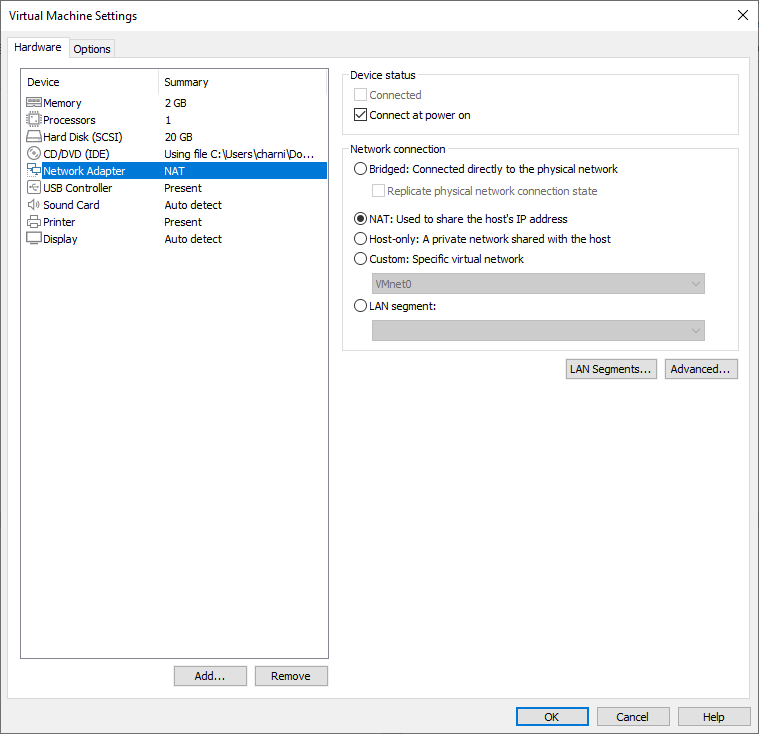 Virtual Machine Settings
Hardware
Options
Device Summary
Memory 2 GB
Processors 1
Hard Disk (SCSI) 20 GB
CD/DVD (IDE) Using file C:\Users\charni\Do...
Network Adapter NAT
USB Controller Present
Sound Card Auto detect
Printer Present
Display Auto detect
Add...
Remove
Device status
Connected
Connect at power on
Network connection
Bridged: Connected directly to the physical network
Replicate physical network connection state
NAT: Used to share the host's IP address
Host-only: A private network shared with the host
Custom: Specific virtual network
VMnet0
LAN segment:
LAN Segments...
Advanced...
OK
Cancel
Help